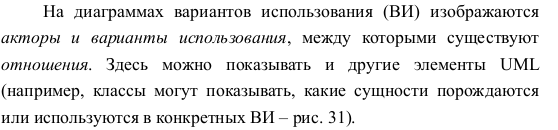 На диаграммах вариантов использования (ВИ) изображаются
акторы и варианты использования, между которыми существуют
отношения. Здесь можно показывать и другие элементы UML
(например, классы могут показывать, какие сущности порождаются
или используются в конкретных ВИ – рис. 31).